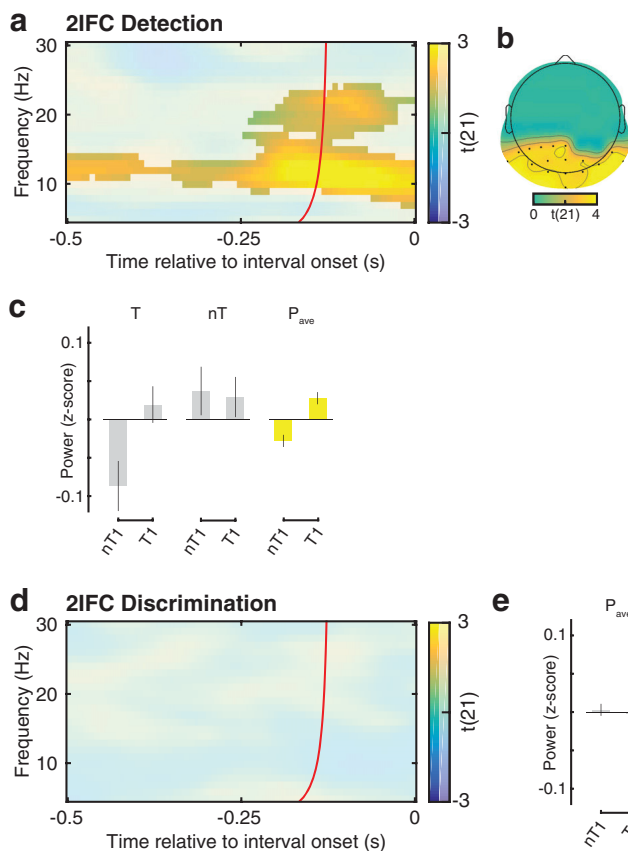 a 2IFC Detection
30
20
10
Frequency (Hz)
-0.5 -0.25 0
Time relative to interval onset (s)
3
t(21)
-3
b
0 t(21) 4
c
T nT P_ave
0.1
-0.1
Power (z-score)
nT1 T1 nT1 T1 nT1 T1
d 2IFC Discrimination
30
20
10
Frequency (Hz)
-0.5 -0.25 0
Time relative to interval onset (s)
3
t(21)
-3
e
P_ave
0.1
-0.1
Power (z-score)
nT1